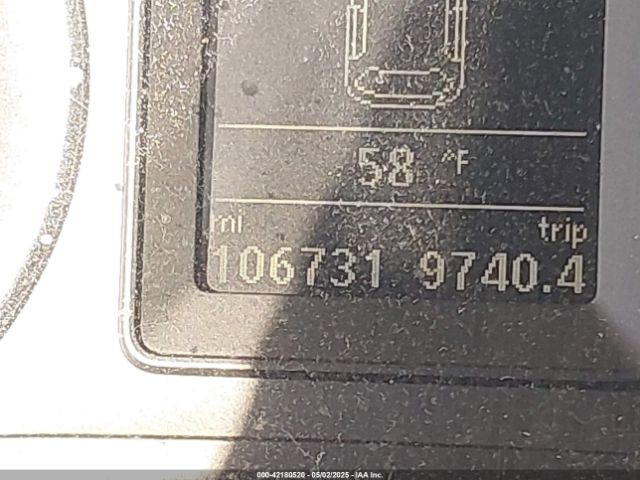 58 °F
mi trip
106731 9740.4
000-42180520 - 05/02/2025 - IAA Inc.